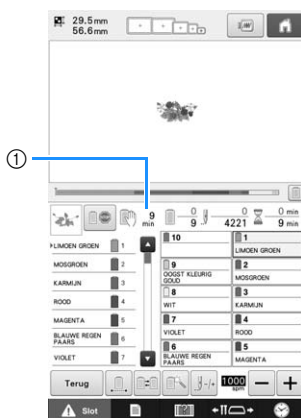 29.5mm
56.6mm
1
9 min
0
9
0
4221
0 min
9 min
LIMOEN GROEN 1
MOSGROEN 2
KARMIJN 3
ROOD 4
MAGENTA 5
BLAUWE REGEN PAARS 6
VIOLET 7
10
1
LIMOEN GROEN
9
OOGST KLEURIG GOUD
2
MOSGROEN
8
WIT
3
KARMIJN
7
VIOLET
4
ROOD
6
BLAUWE REGEN PAARS
5
MAGENTA
Terug
1000 spm
− +
Slot